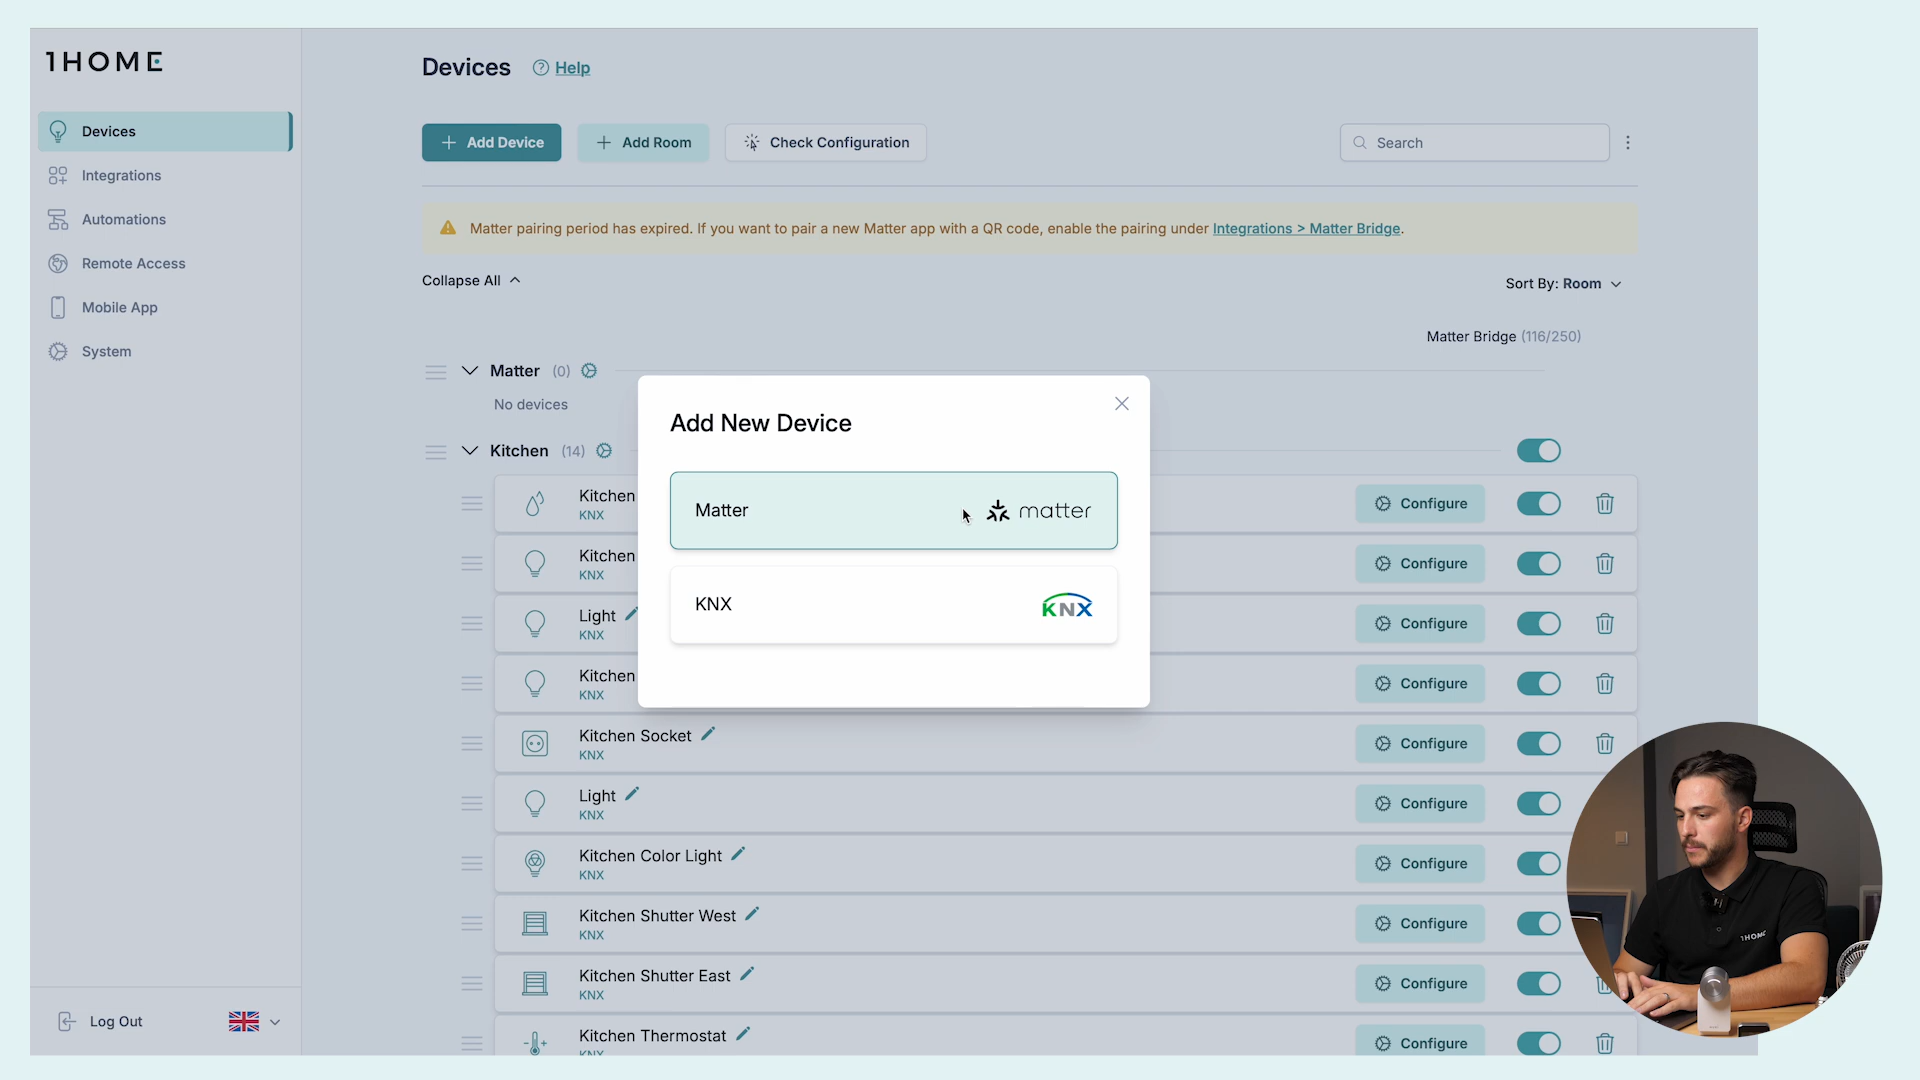 1HOME
Devices
Integrations
Automations
Remote Access
Mobile App
System
Log Out
Devices
Help
Add Device
Add Room
Check Configuration
Search
Matter pairing period has expired. If you want to pair a new Matter app with a QR code, enable the pairing under Integrations > Matter Bridge.
Collapse All
Sort By: Room
Matter Bridge (116/250)
Matter (0)
No devices
Kitchen (14)
Add New Device
Matter
matter
KNX
KNX
Kitchen
KNX
Configure
Kitchen
KNX
Configure
Light
KNX
Configure
Kitchen
KNX
Configure
Kitchen Socket
KNX
Configure
Light
KNX
Configure
Kitchen Color Light
KNX
Configure
Kitchen Shutter West
KNX
Configure
Kitchen Shutter East
KNX
Configure
Kitchen Thermostat
KNX
Configure
1HOME